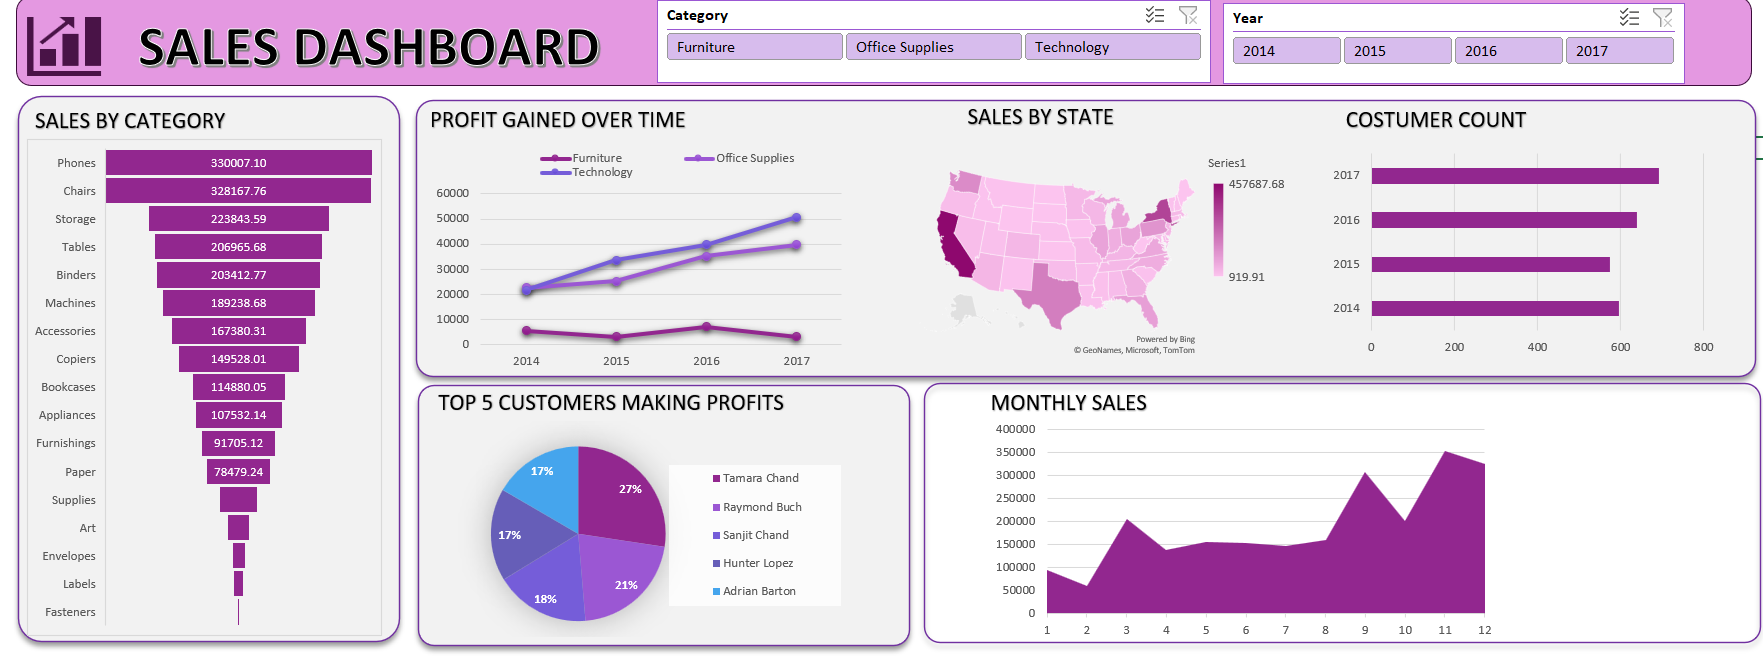 SALES DASHBOARD
Category
Furniture Office Supplies Technology
Year
2014 2015 2016 2017
SALES BY CATEGORY
Phones 330007.10
Chairs 328167.76
Storage 223843.59
Tables 206965.68
Binders 203412.77
Machines 189238.68
Accessories 167380.31
Copiers 149528.01
Bookcases 114880.05
Appliances 107532.14
Furnishings 91705.12
Paper 78479.24
Supplies
Art
Envelopes
Labels
Fasteners
PROFIT GAINED OVER TIME
Furniture Office Supplies
Technology
60000
50000
40000
30000
20000
10000
0
2014 2015 2016 2017
SALES BY STATE
Series1
457687.68
919.91
Powered by Bing
© GeoNames, Microsoft, TomTom
COSTUMER COUNT
2017
2016
2015
2014
0 200 400 600 800
TOP 5 CUSTOMERS MAKING PROFITS
17%
27%
17%
21%
18%
Tamara Chand
Raymond Buch
Sanjit Chand
Hunter Lopez
Adrian Barton
MONTHLY SALES
400000
350000
300000
250000
200000
150000
100000
50000
0
1 2 3 4 5 6 7 8 9 10 11 12